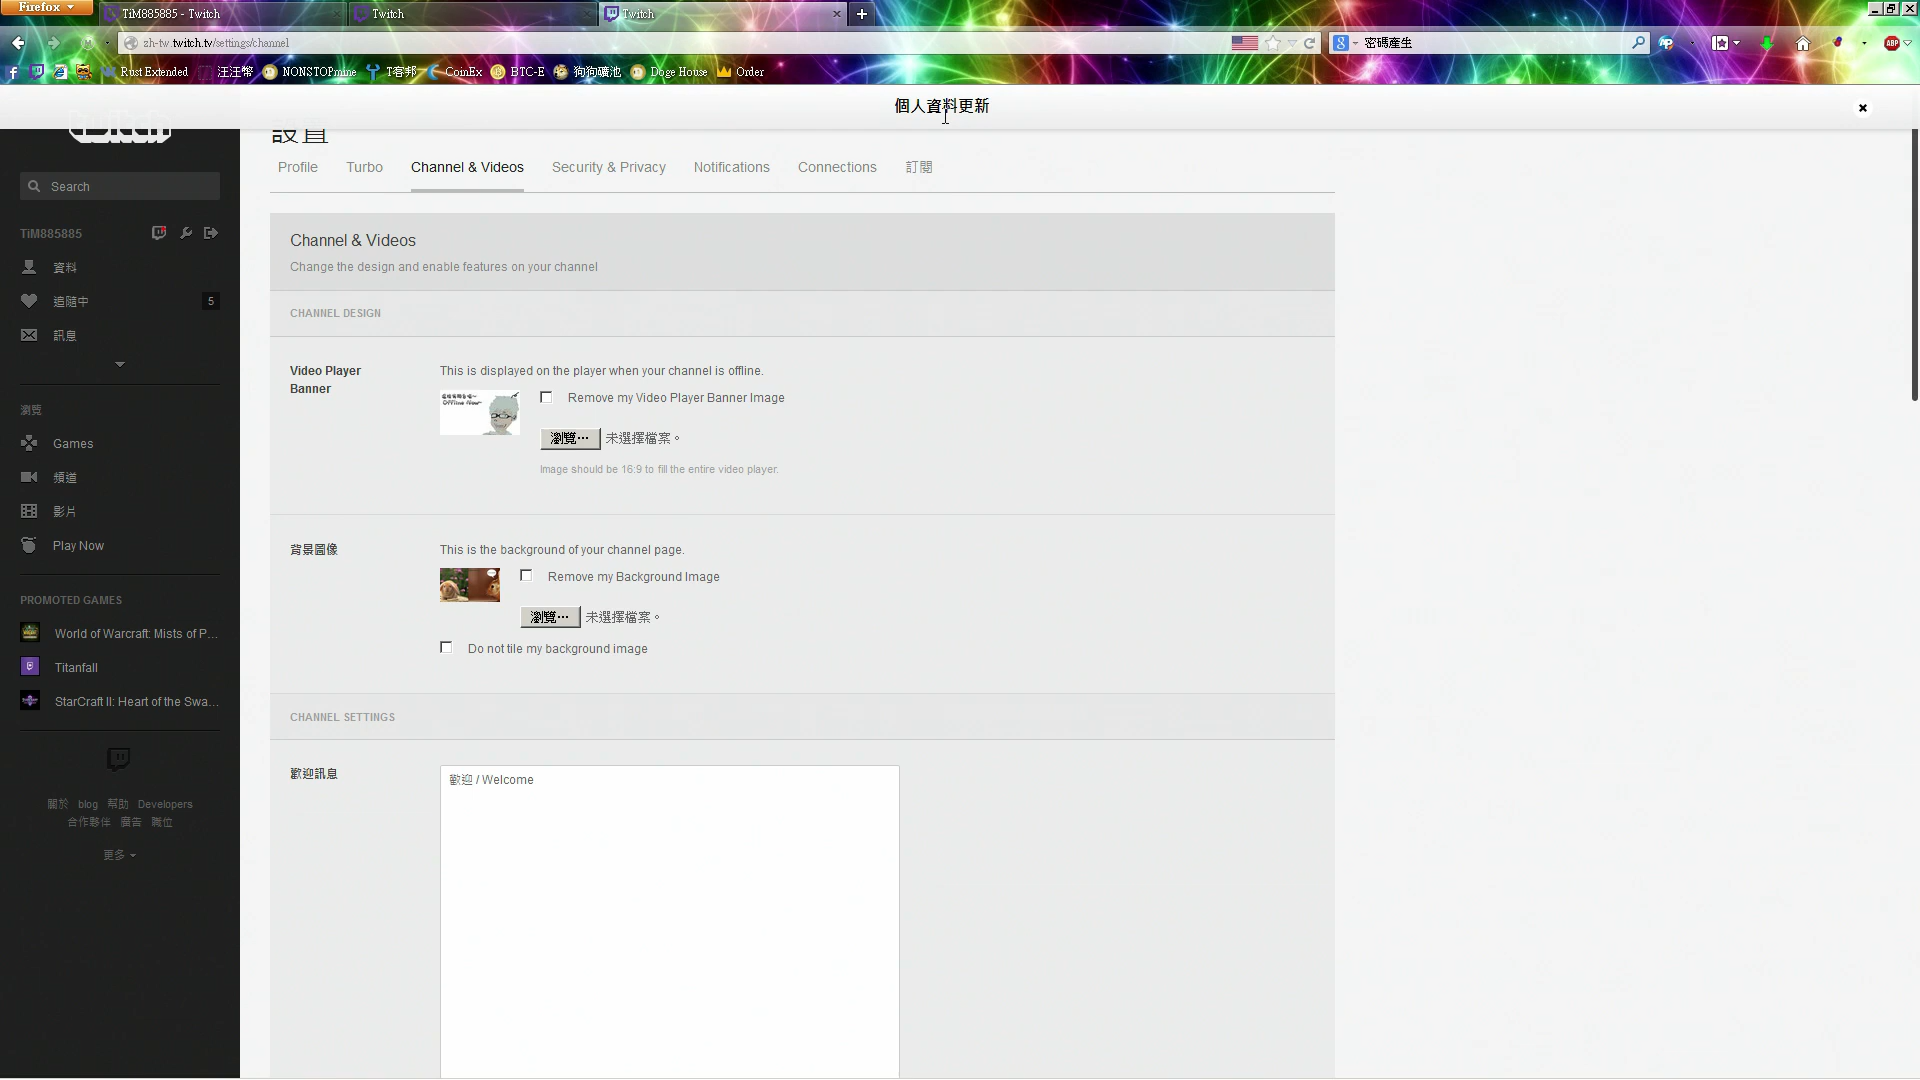 Firefox
TiM885885 - Twitch
Twitch
Twitch
zh-tw.twitch.tv/settings/channel
密碼產生
Rust Extended
汪汪幣
NONSTOPmine
T客邦
CoinEx
BTC-E
狗狗礦池
Doge House
Order
個人資料更新
twitch
設置
Profile
Turbo
Channel & Videos
Security & Privacy
Notifications
Connections
訂閱
Search
TiM885885
資料
追隨中
5
訊息
瀏覽
Games
頻道
影片
Play Now
PROMOTED GAMES
World of Warcraft: Mists of P...
Titanfall
StarCraft II: Heart of the Swa...
關於 blog 幫助 Developers
合作夥伴 廣告 職位
更多
Channel & Videos
Change the design and enable features on your channel
CHANNEL DESIGN
Video Player
Banner
This is displayed on the player when your channel is offline.
Offline Now~
Remove my Video Player Banner Image
瀏覽… 未選擇檔案。
Image should be 16:9 to fill the entire video player.
背景圖像
This is the background of your channel page.
Remove my Background Image
瀏覽… 未選擇檔案。
Do not tile my background image
CHANNEL SETTINGS
歡迎訊息
歡迎 / Welcome